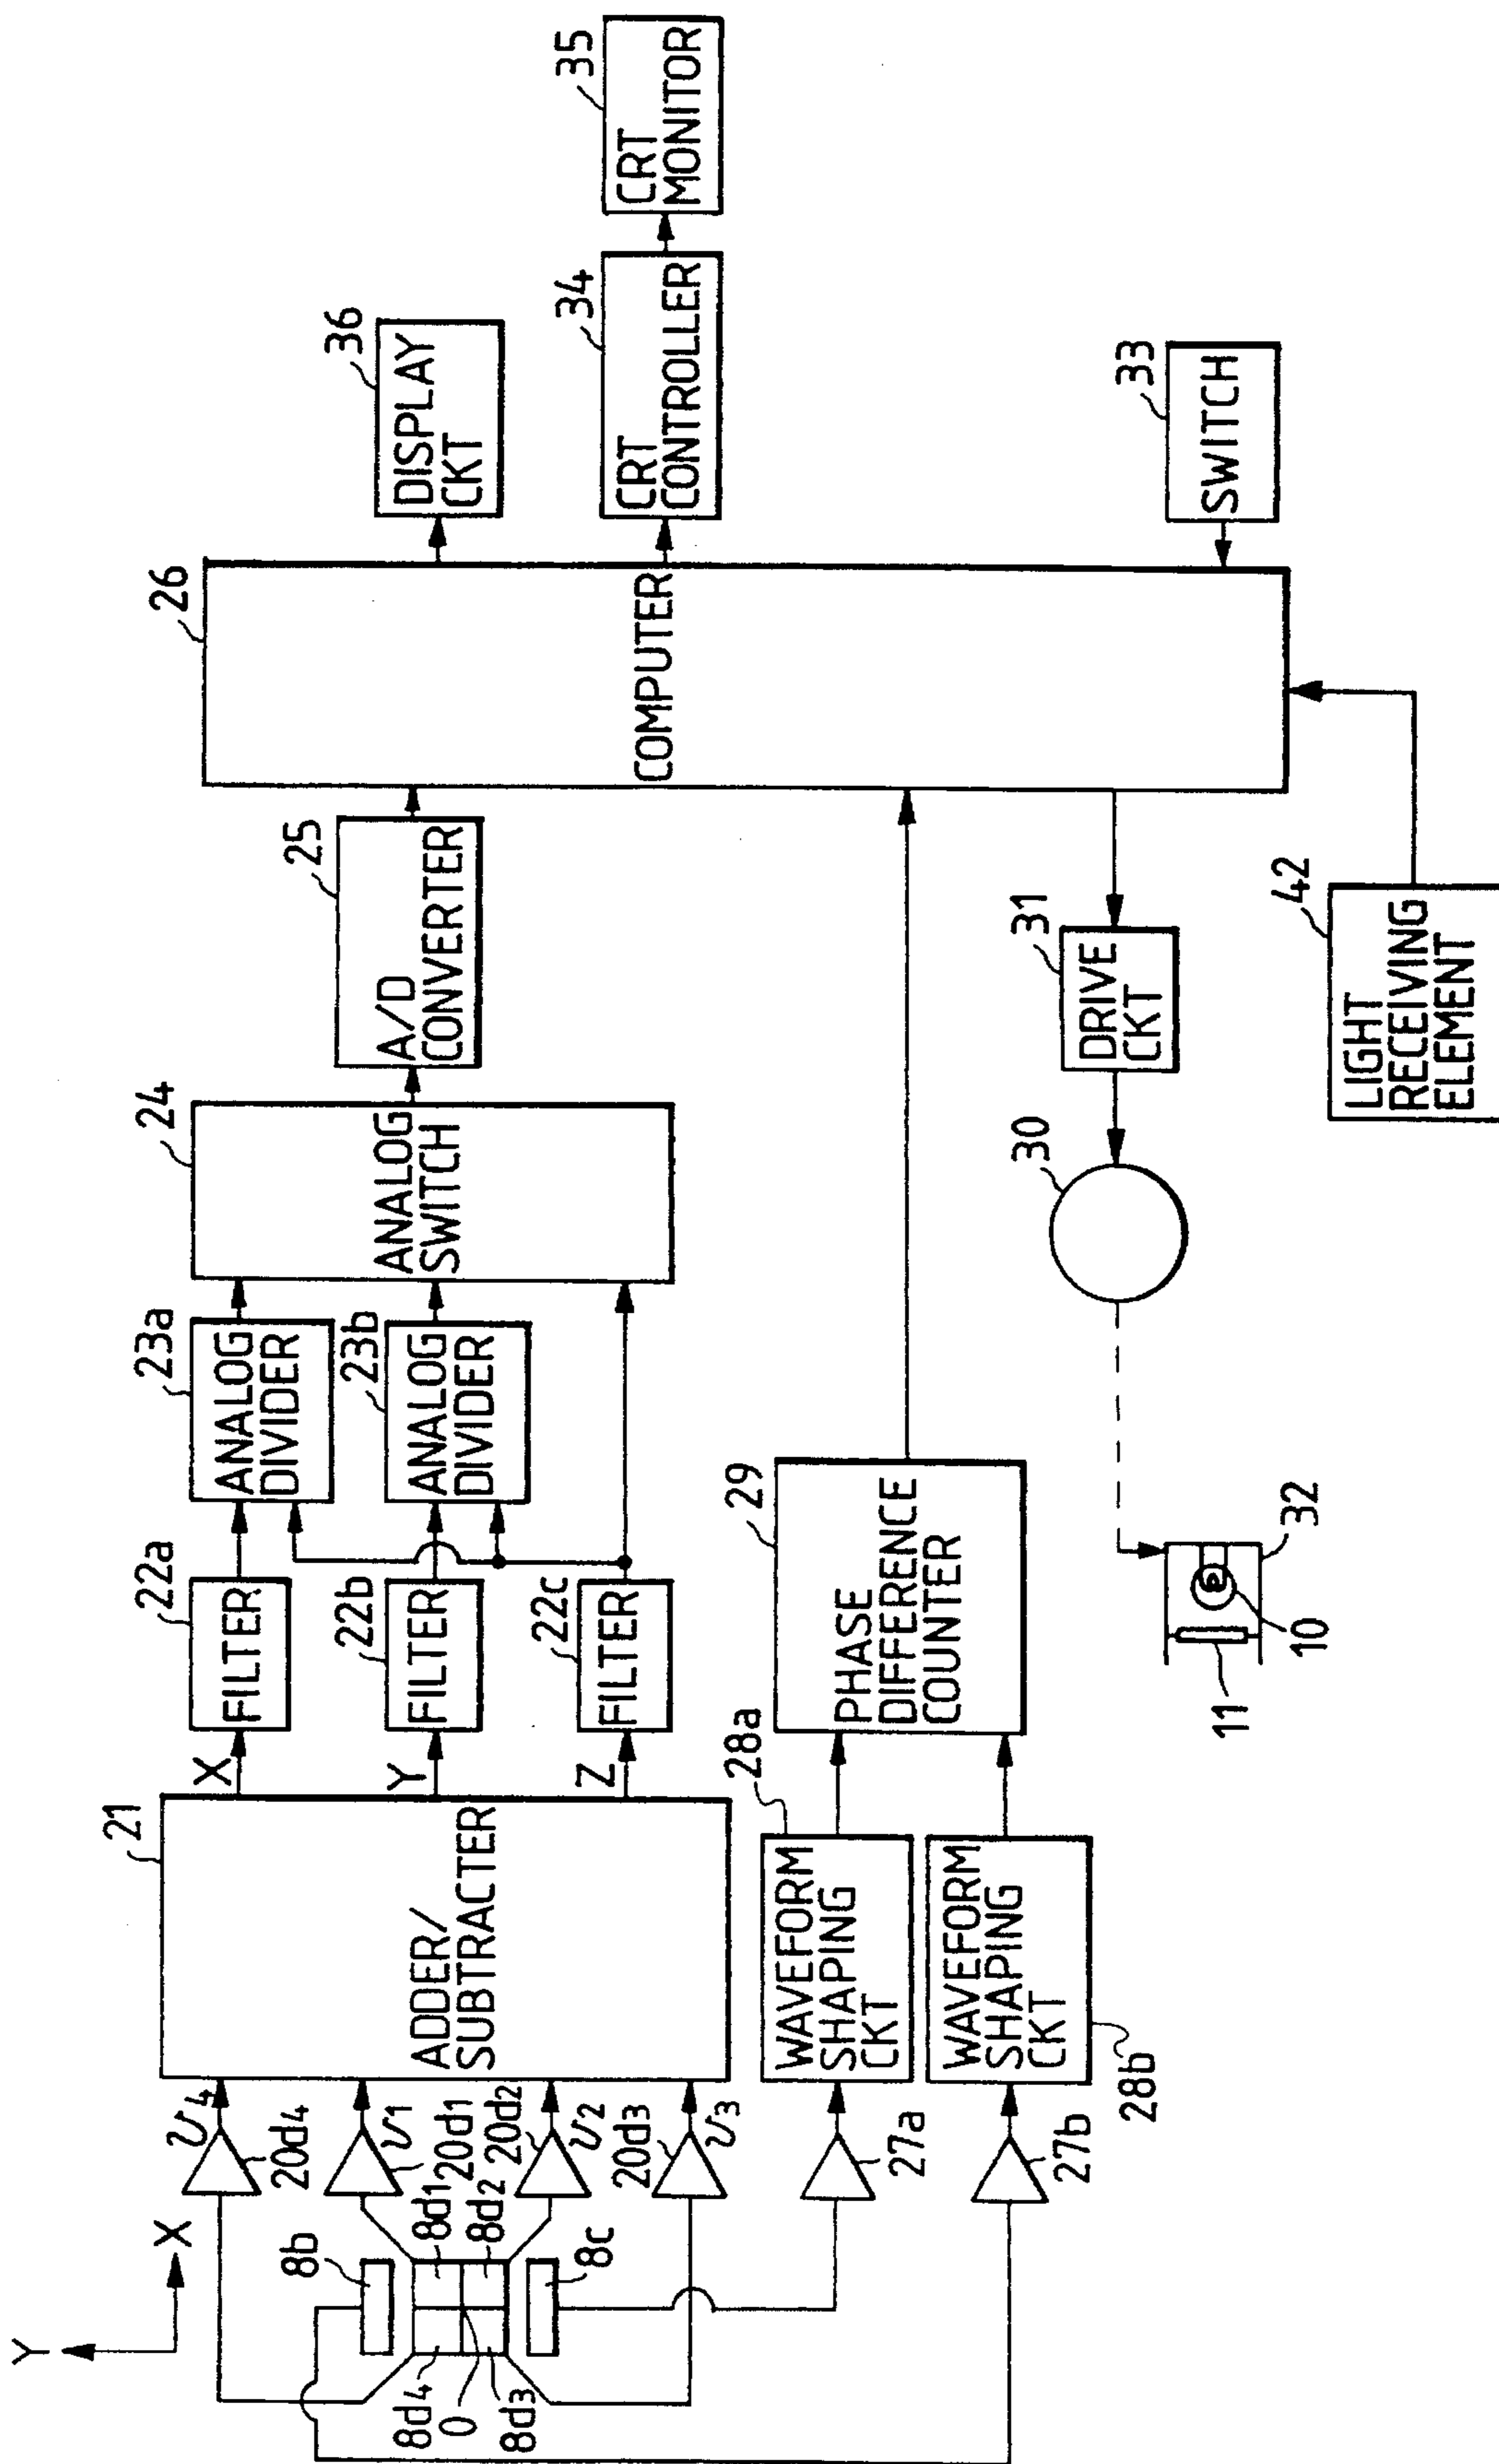 Y
X
8b
8d4
8d1
O
8d3
8d2
8c
v4
20d4
v1
20d1
20d2
v2
20d3
v3
21
ADDER/
SUBTRACTER
X
Y
Z
22a
FILTER
22b
FILTER
22c
FILTER
23a
ANALOG
DIVIDER
23b
ANALOG
DIVIDER
24
ANALOG
SWITCH
25
A/D
CONVERTER
26
COMPUTER
36
DISPLAY
CKT
34
CRT
CONTROLLER
35
CRT
MONITOR
33
SWITCH
27a
27b
28a
WAVEFORM
SHAPING
CKT
WAVEFORM
SHAPING
CKT
28b
29
PHASE
DIFFERENCE
COUNTER
30
31
DRIVE
CKT
32
10
11
42
LIGHT
RECEIVING
ELEMENT